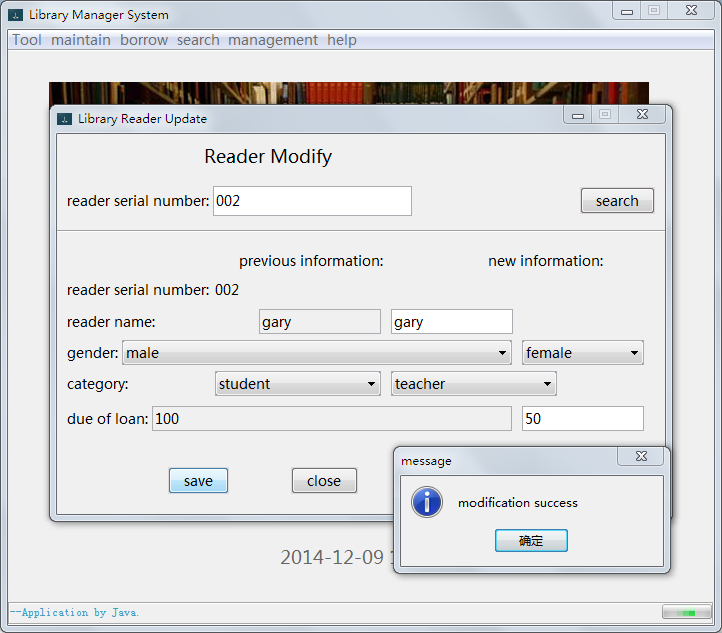 Library Manager System
Tool maintain borrow search management help
Library Reader Update
Reader Modify
reader serial number: 002 search
previous information: new information:
reader serial number: 002
reader name: gary gary
gender: male female
category: student teacher
due of loan: 100 50
save close
message
modification success
确定
2014-12-09
--Application by Java.